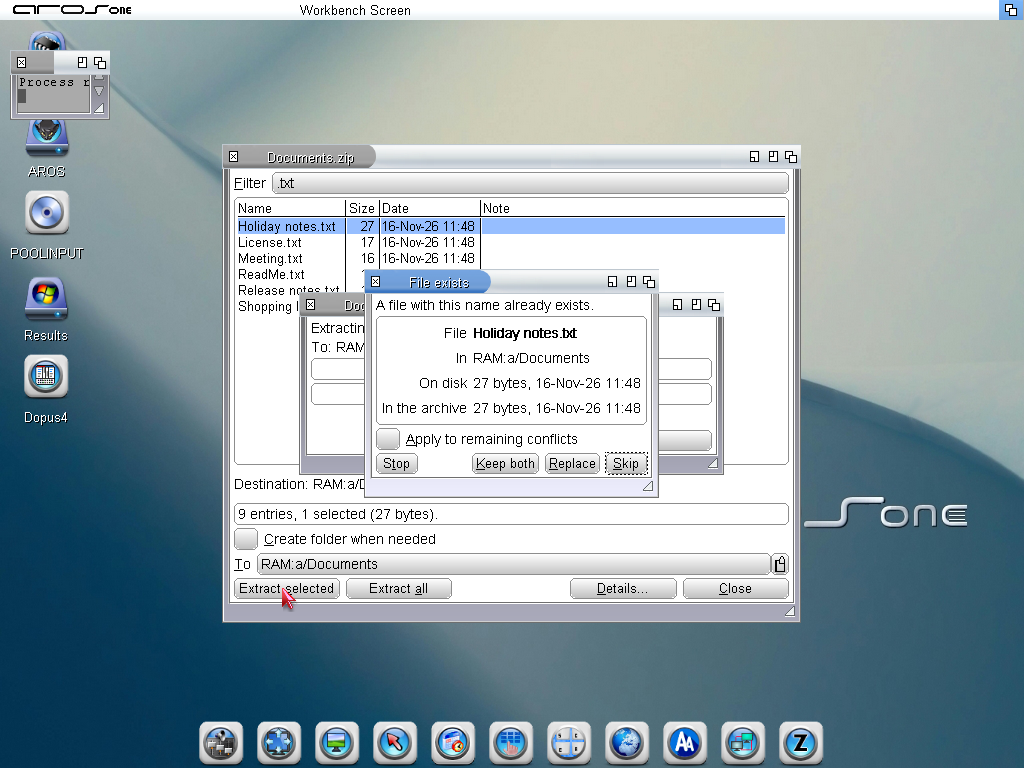 AROS ONE
Workbench Screen
Process r
AROS
POOLINPUT
Results
Dopus4
Documents.zip
Filter .txt
Name Size Date Note
Holiday notes.txt 27 16-Nov-26 11:48
License.txt 17 16-Nov-26 11:48
Meeting.txt 16 16-Nov-26 11:48
ReadMe.txt
Release notes.txt
Shopping
Extractin
To: RAM
File exists
A file with this name already exists.
File Holiday notes.txt
In RAM:a/Documents
On disk 27 bytes, 16-Nov-26 11:48
In the archive 27 bytes, 16-Nov-26 11:48
Apply to remaining conflicts
Stop Keep both Replace Skip
Destination: RAM:a/D
9 entries, 1 selected (27 bytes).
Create folder when needed
To RAM:a/Documents
Extract selected Extract all Details... Close
one
AA
Z